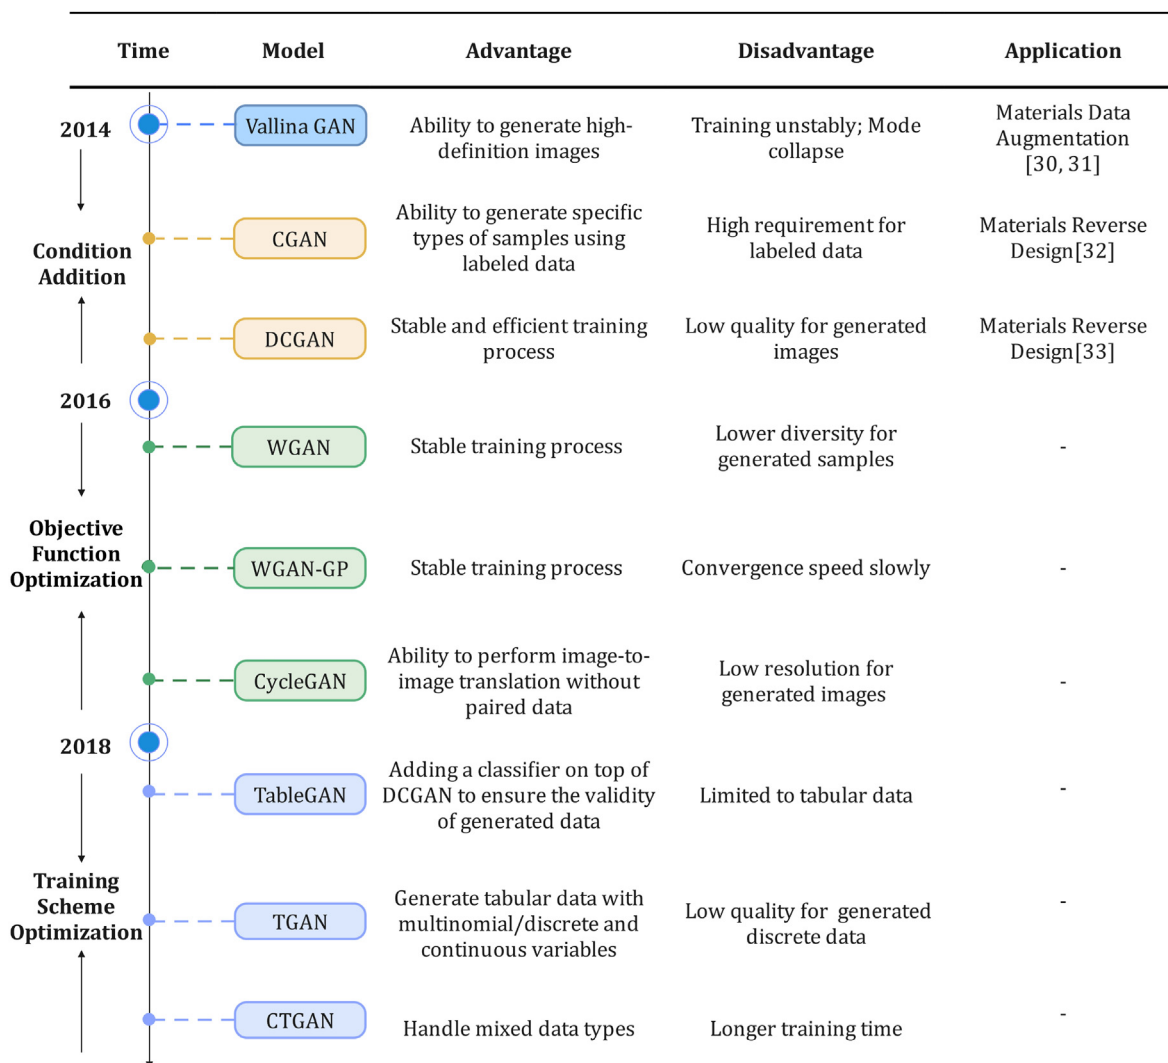 Time Model Advantage Disadvantage Application
2014
Vallina GAN
Ability to generate high-
definition images
Training unstably; Mode
collapse
Materials Data
Augmentation
[30, 31]
Condition
Addition
CGAN
Ability to generate specific
types of samples using
labeled data
High requirement for
labeled data
Materials Reverse
Design[32]
DCGAN
Stable and efficient training
process
Low quality for generated
images
Materials Reverse
Design[33]
2016
WGAN
Stable training process
Lower diversity for
generated samples
-
Objective
Function
Optimization
WGAN-GP
Stable training process
Convergence speed slowly
-
CycleGAN
Ability to perform image-to-
image translation without
paired data
Low resolution for
generated images
-
2018
TableGAN
Adding a classifier on top of
DCGAN to ensure the validity
of generated data
Limited to tabular data
-
Training
Scheme
Optimization
TGAN
Generate tabular data with
multinomial/discrete and
continuous variables
Low quality for generated
discrete data
-
CTGAN
Handle mixed data types
Longer training time
-